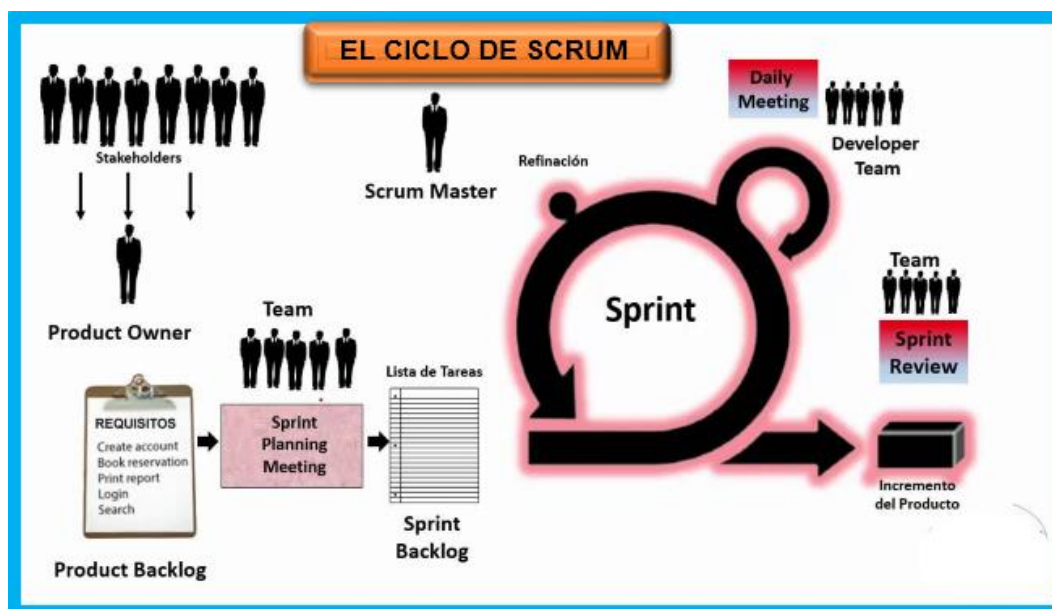 EL CICLO DE SCRUM
Stakeholders
Product Owner
Scrum Master
Refinación
Daily
Meeting
Developer
Team
Team
Sprint
Planning
Meeting
Lista de Tareas
Sprint
Backlog
REQUISITOS
Create account
Book reservation
Print report
Login
Search
Product Backlog
Sprint
Team
Sprint
Review
Incremento
del Producto